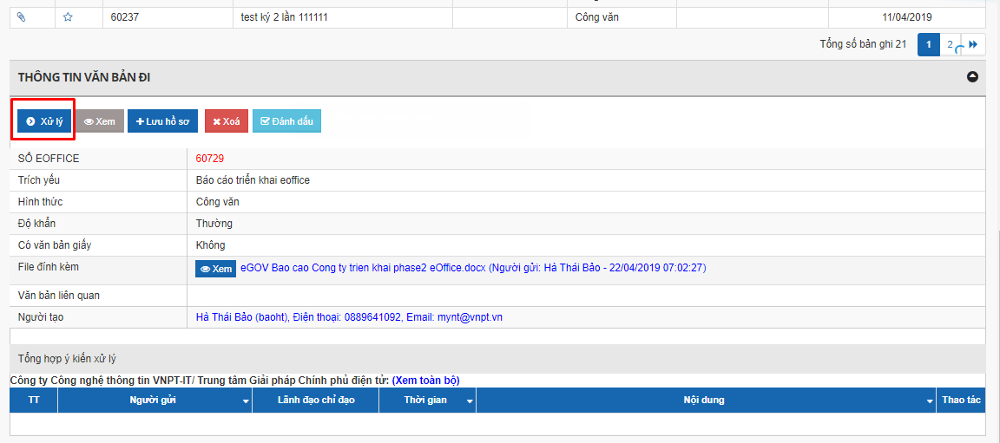 60237 test ký 2 lần 111111 Công văn 11/04/2019
Tổng số bản ghi 21 1 2
THÔNG TIN VĂN BẢN ĐI
Xử lý Xem Lưu hồ sơ Xoá Đánh dấu
SỐ EOFFICE 60729
Trích yếu Báo cáo triển khai eoffice
Hình thức Công văn
Độ khẩn Thường
Có văn bản giấy Không
File đính kèm Xem eGOV Bao cao Cong ty trien khai phase2 eOffice.docx (Người gửi: Hà Thái Bảo - 22/04/2019 07:02:27)
Văn bản liên quan
Người tạo Hà Thái Bảo (baoht), Điện thoại: 0889641092, Email: mynt@vnpt.vn
Tổng hợp ý kiến xử lý
Công ty Công nghệ thông tin VNPT-IT/ Trung tâm Giải pháp Chính phủ điện tử: (Xem toàn bộ)
TT Người gửi Lãnh đạo chỉ đạo Thời gian Nội dung Thao tác